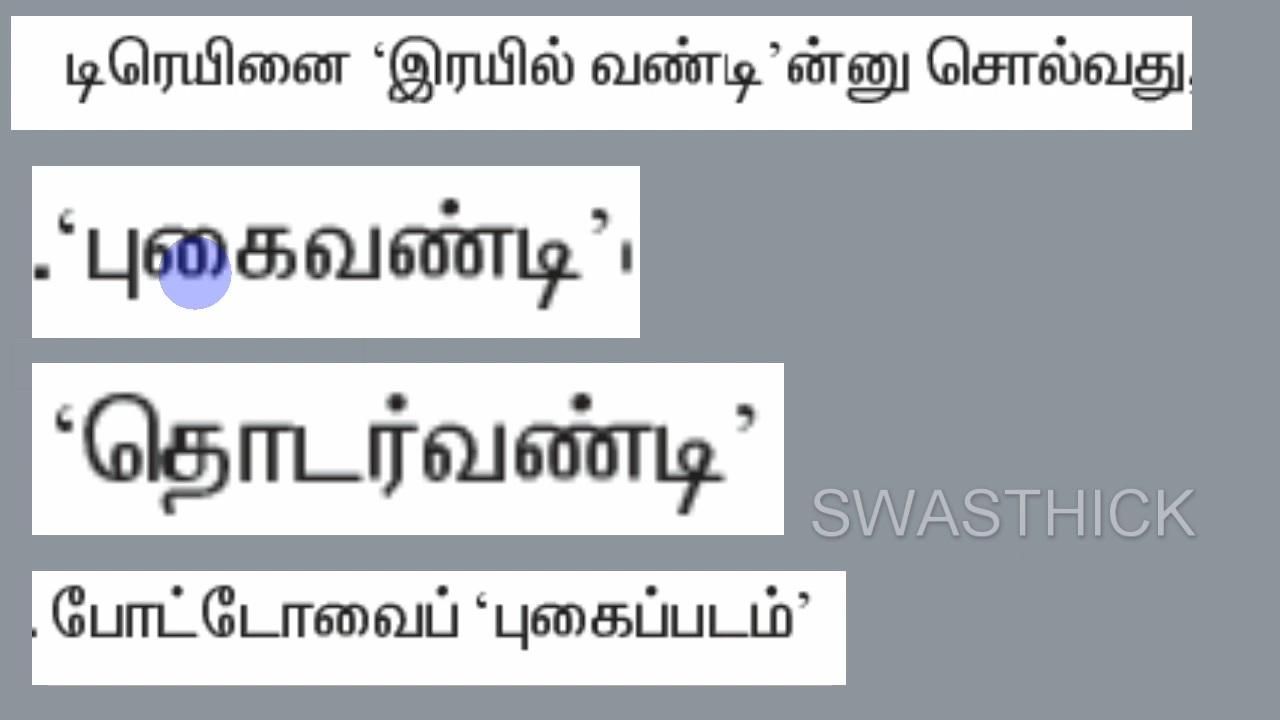 டிரெயினை ‘இரயில் வண்டி’ன்னு சொல்வது.
.‘புகைவண்டி’
‘தொடர்வண்டி’
SWASTHICK
. போட்டோவைப் ‘புகைப்படம்’